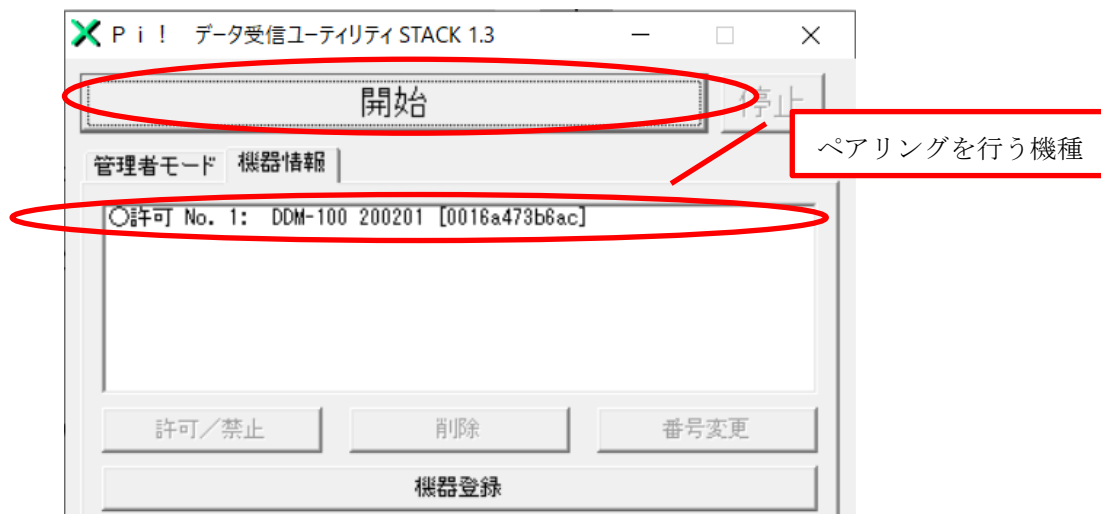 Pi! データ受信ユーティリティ STACK 1.3
開始
停止
ペアリングを行う機種
管理者モード 機器情報
○許可 No. 1: DDM-100 200201 [0016a473b6ac]
許可／禁止 削除 番号変更
機器登録